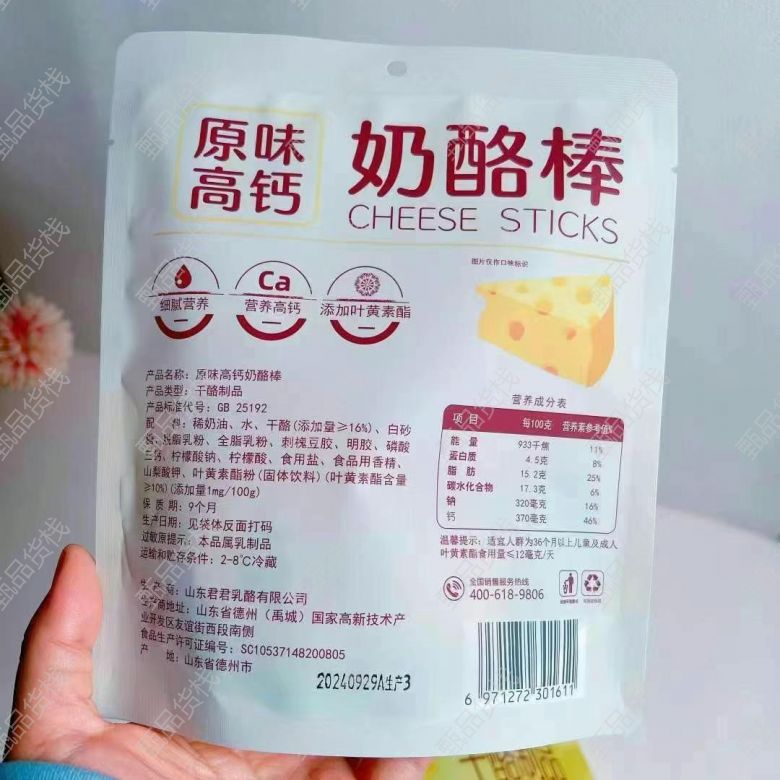 原味
高钙
奶酪棒
CHEESE STICKS
图片仅作口味标识
细腻营养
Ca
营养高钙
添加叶黄素酯
产品名称：原味高钙奶酪棒
产品类型：干酪制品
产品标准代号：GB 25192
配 料：稀奶油、水、干酪(添加量≥16%)、白砂
糖、脱脂乳粉、全脂乳粉、刺槐豆胶、明胶、磷酸
三钙、柠檬酸钠、柠檬酸、食用盐、食品用香精、
山梨酸钾、叶黄素酯粉(固体饮料)(叶黄素酯含量
≥10%)(添加量1mg/100g)
保 质 期：9个月
生产日期：见袋体反面打码
过敏原提示：本品属乳制品
运输和贮存条件：2-8℃冷藏
生 产 商：山东君君乳酪有限公司
生产商地址：山东省德州（禹城）国家高新技术产
业开发区友谊街西段南侧
食品生产许可证编号：SC10537148200805
产 地：山东省德州市
营养成分表
项 目 每100克 营养素参考值%
能 量 933千焦 11%
蛋白质 4.5克 8%
脂 肪 15.2克 25%
碳水化合物 17.3克 6%
钠 320毫克 16%
钙 370毫克 46%
温馨提示：适宜人群为36个月以上儿童及成人
叶黄素酯食用量≤12毫克/天
全国销售服务热线
400-618-9806
20240929A生产3
6 971272 301611
甄品货栈